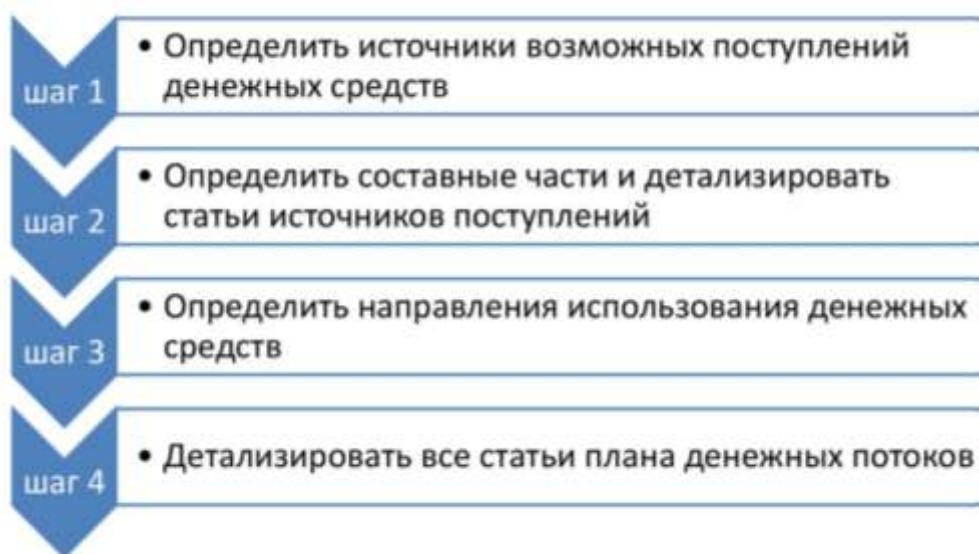 шаг 1
• Определить источники возможных поступлений
денежных средств
шаг 2
• Определить составные части и детализировать
статьи источников поступлений
шаг 3
• Определить направления использования денежных
средств
шаг 4
• Детализировать все статьи плана денежных потоков